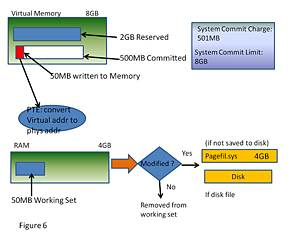 Virtual Memory 8GB
2GB Reserved
500MB Committed
50MB written to Memory
System Commit Charge:
501MB
System Commit Limit:
8GB
PTE: convert
Virtual addr to
phys addr
RAM 4GB
50MB Working Set
Modified ?
Yes
No
Removed from
working set
(if not saved to disk)
Pagefil.sys 4GB
Disk
If disk file
Figure 6